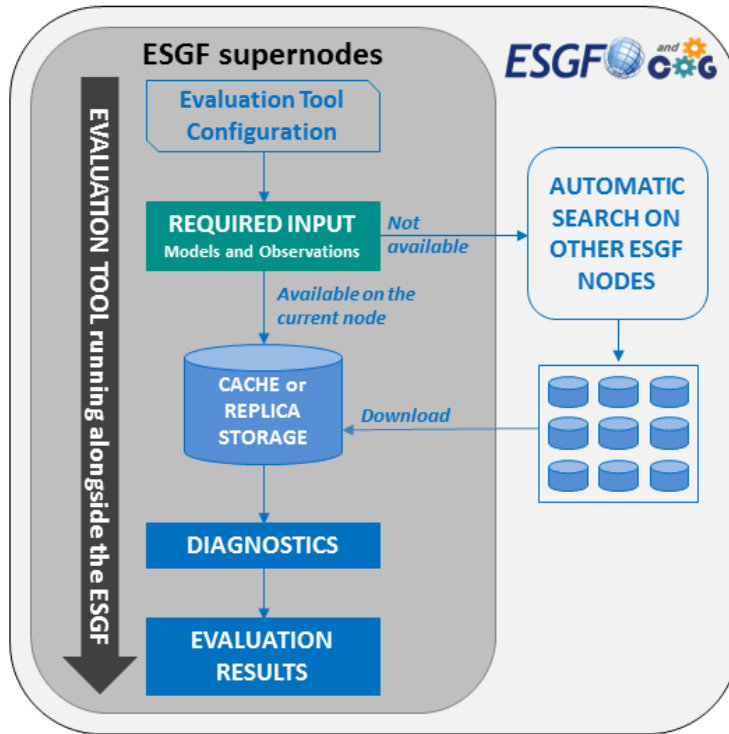 ESGF supernodes
ESGF and COG
EVALUATION TOOL running alongside the ESGF
Evaluation Tool
Configuration
REQUIRED INPUT
Models and Observations
Not
available
AUTOMATIC
SEARCH ON
OTHER ESGF
NODES
Available on the
current node
CACHE or
REPLICA
STORAGE
Download
DIAGNOSTICS
EVALUATION
RESULTS